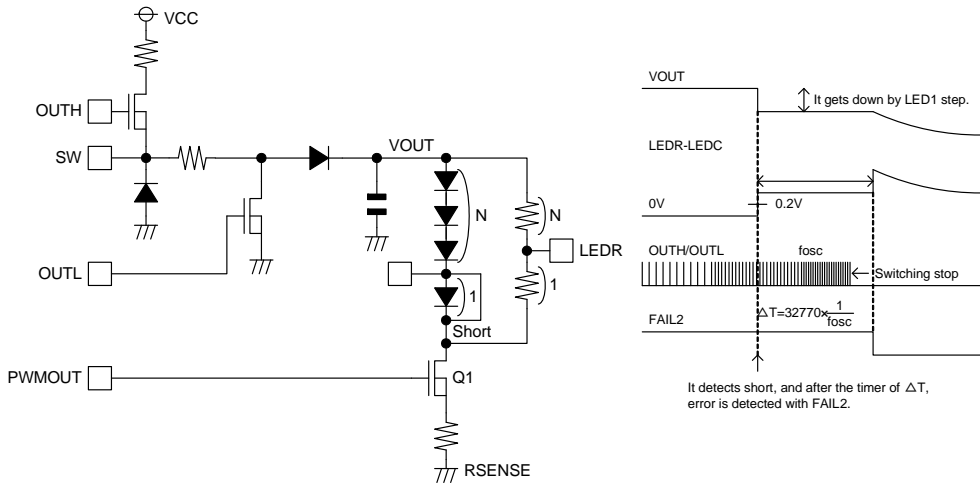 VCC
OUTH
SW
VOUT
N
N
LEDR
OUTL
1
1
Short
PWMOUT
Q1
RSENSE
VOUT
It gets down by LED1 step.
LEDR-LEDC
0V
0.2V
OUTH/OUTL
fosc
Switching stop
△T=32770× 1
fosc
FAIL2
It detects short, and after the timer of △T,
error is detected with FAIL2.